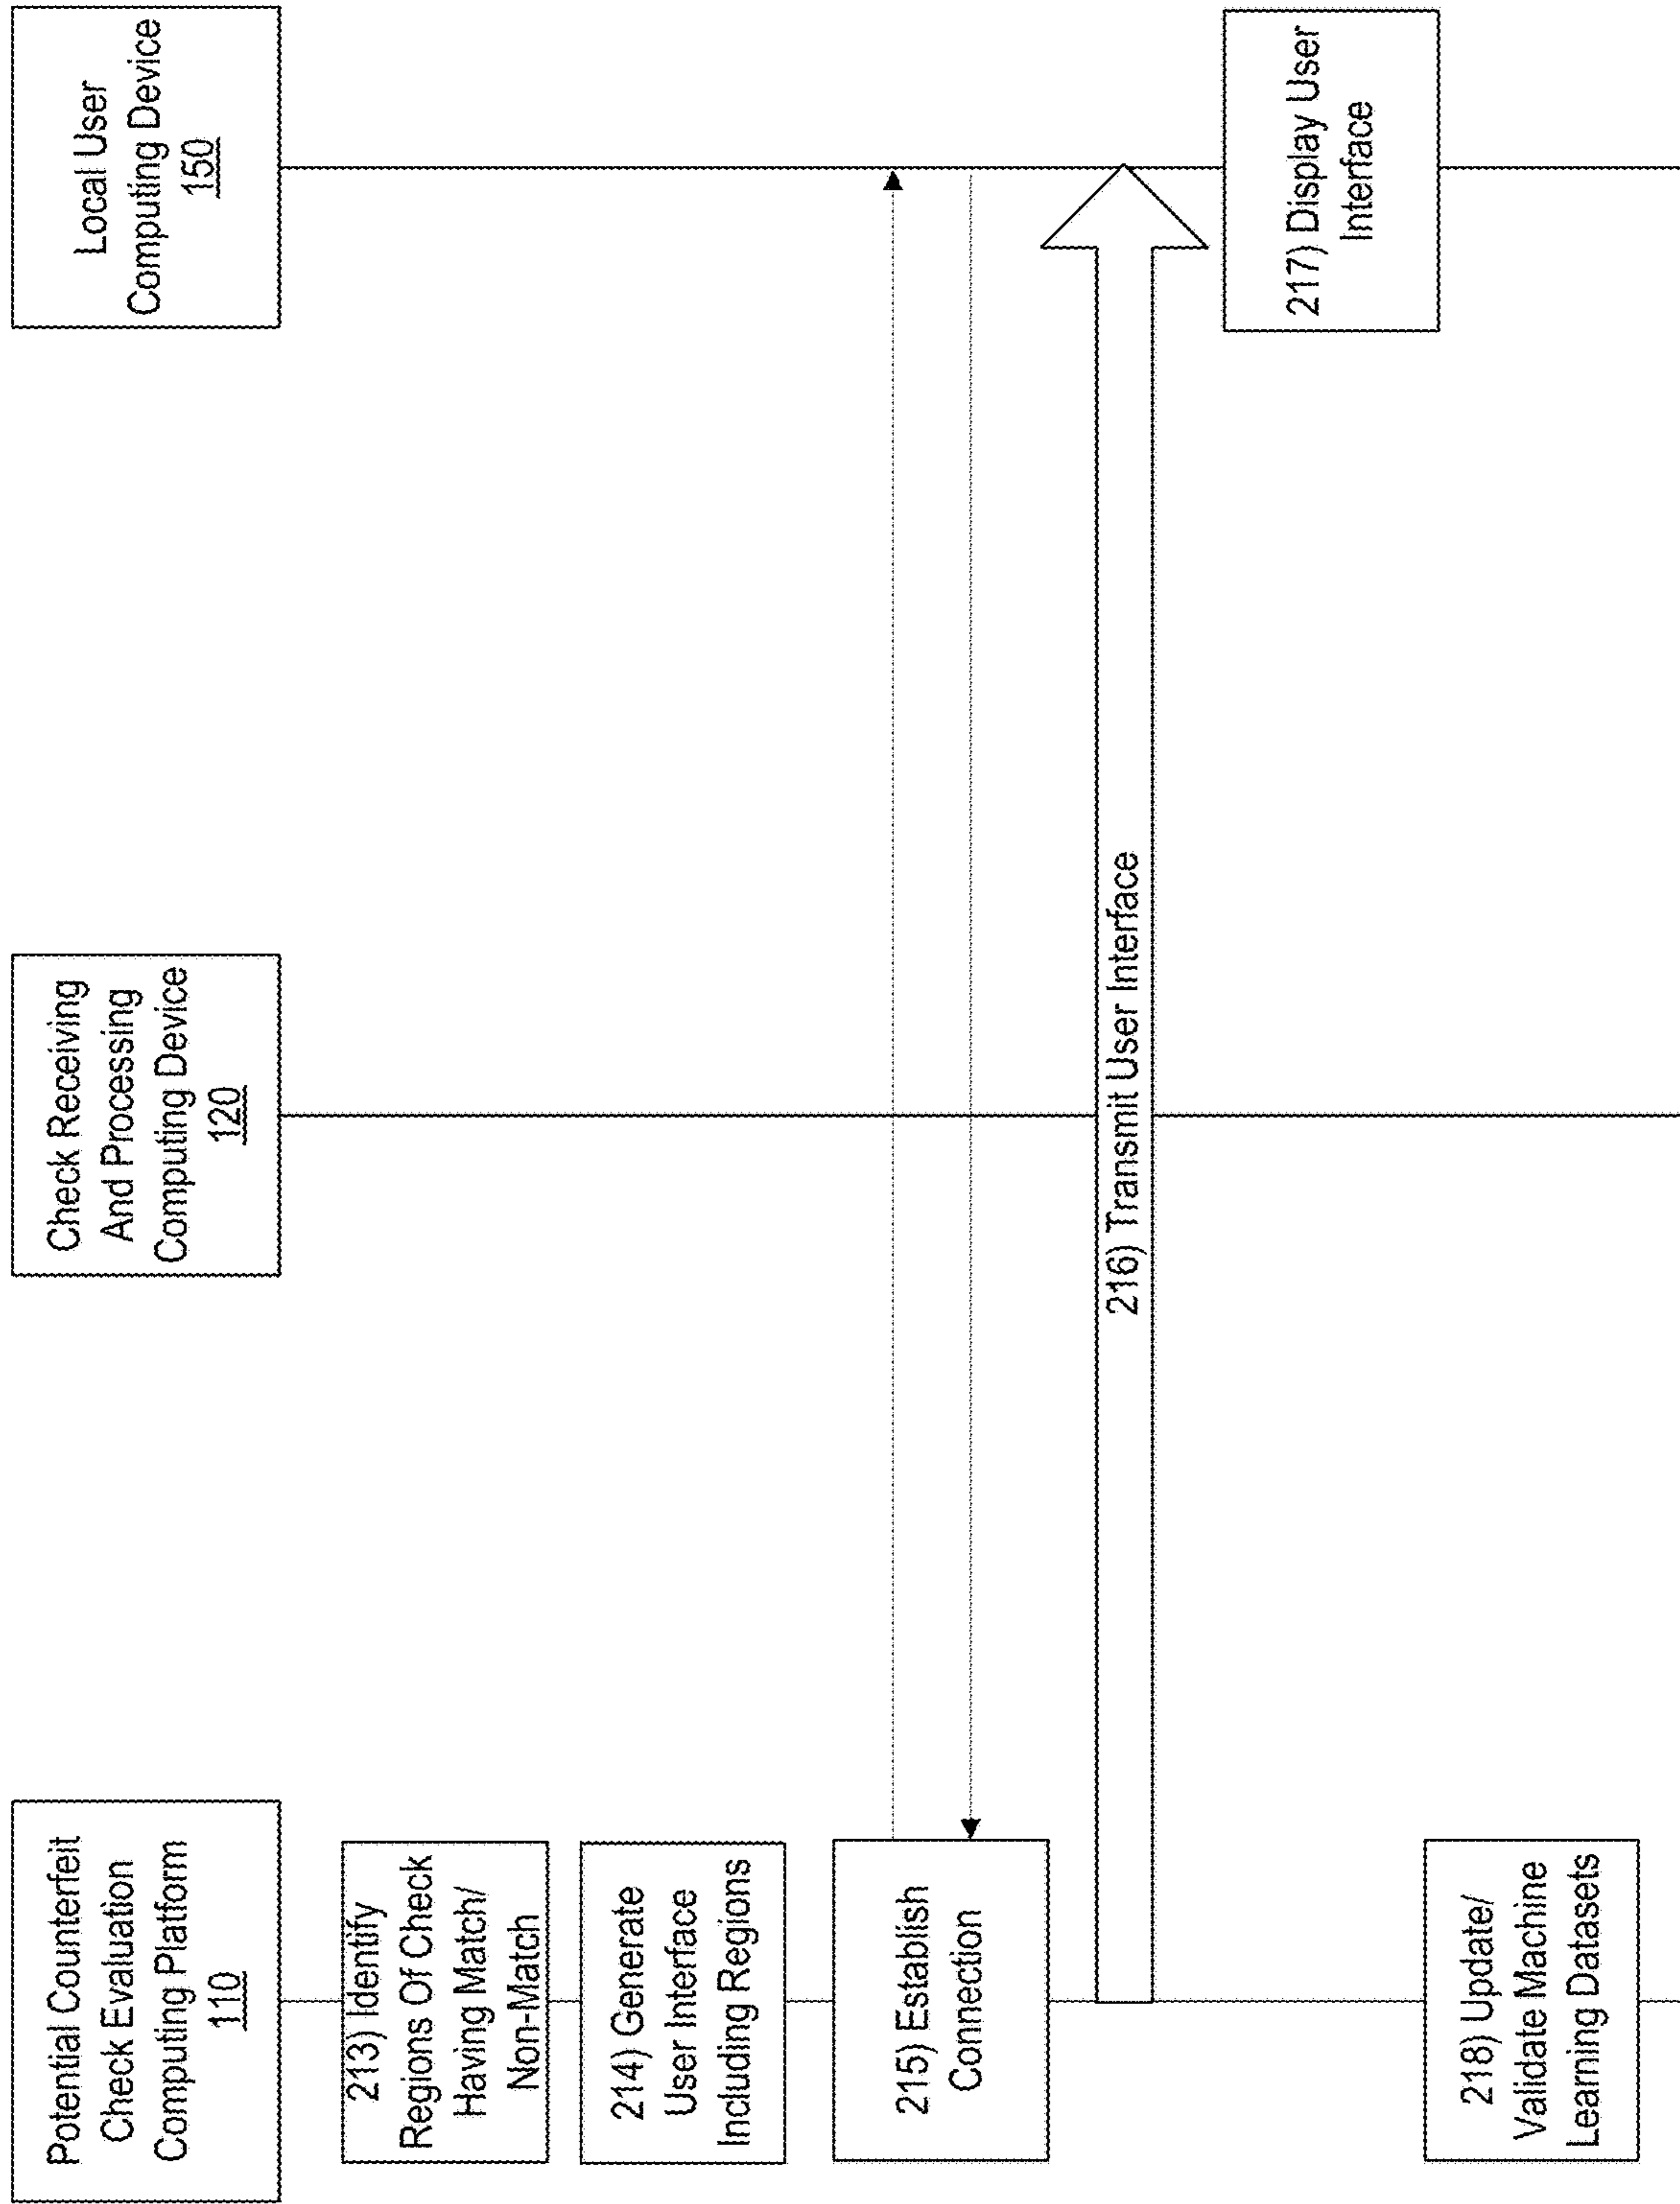 Potential Counterfeit
Check Evaluation
Computing Platform
110
Check Receiving
And Processing
Computing Device
120
Local User
Computing Device
150
213) Identify
Regions Of Check
Having Match/
Non-Match
214) Generate
User Interface
Including Regions
215) Establish
Connection
216) Transmit User Interface
217) Display User
Interface
218) Update/
Validate Machine
Learning Datasets